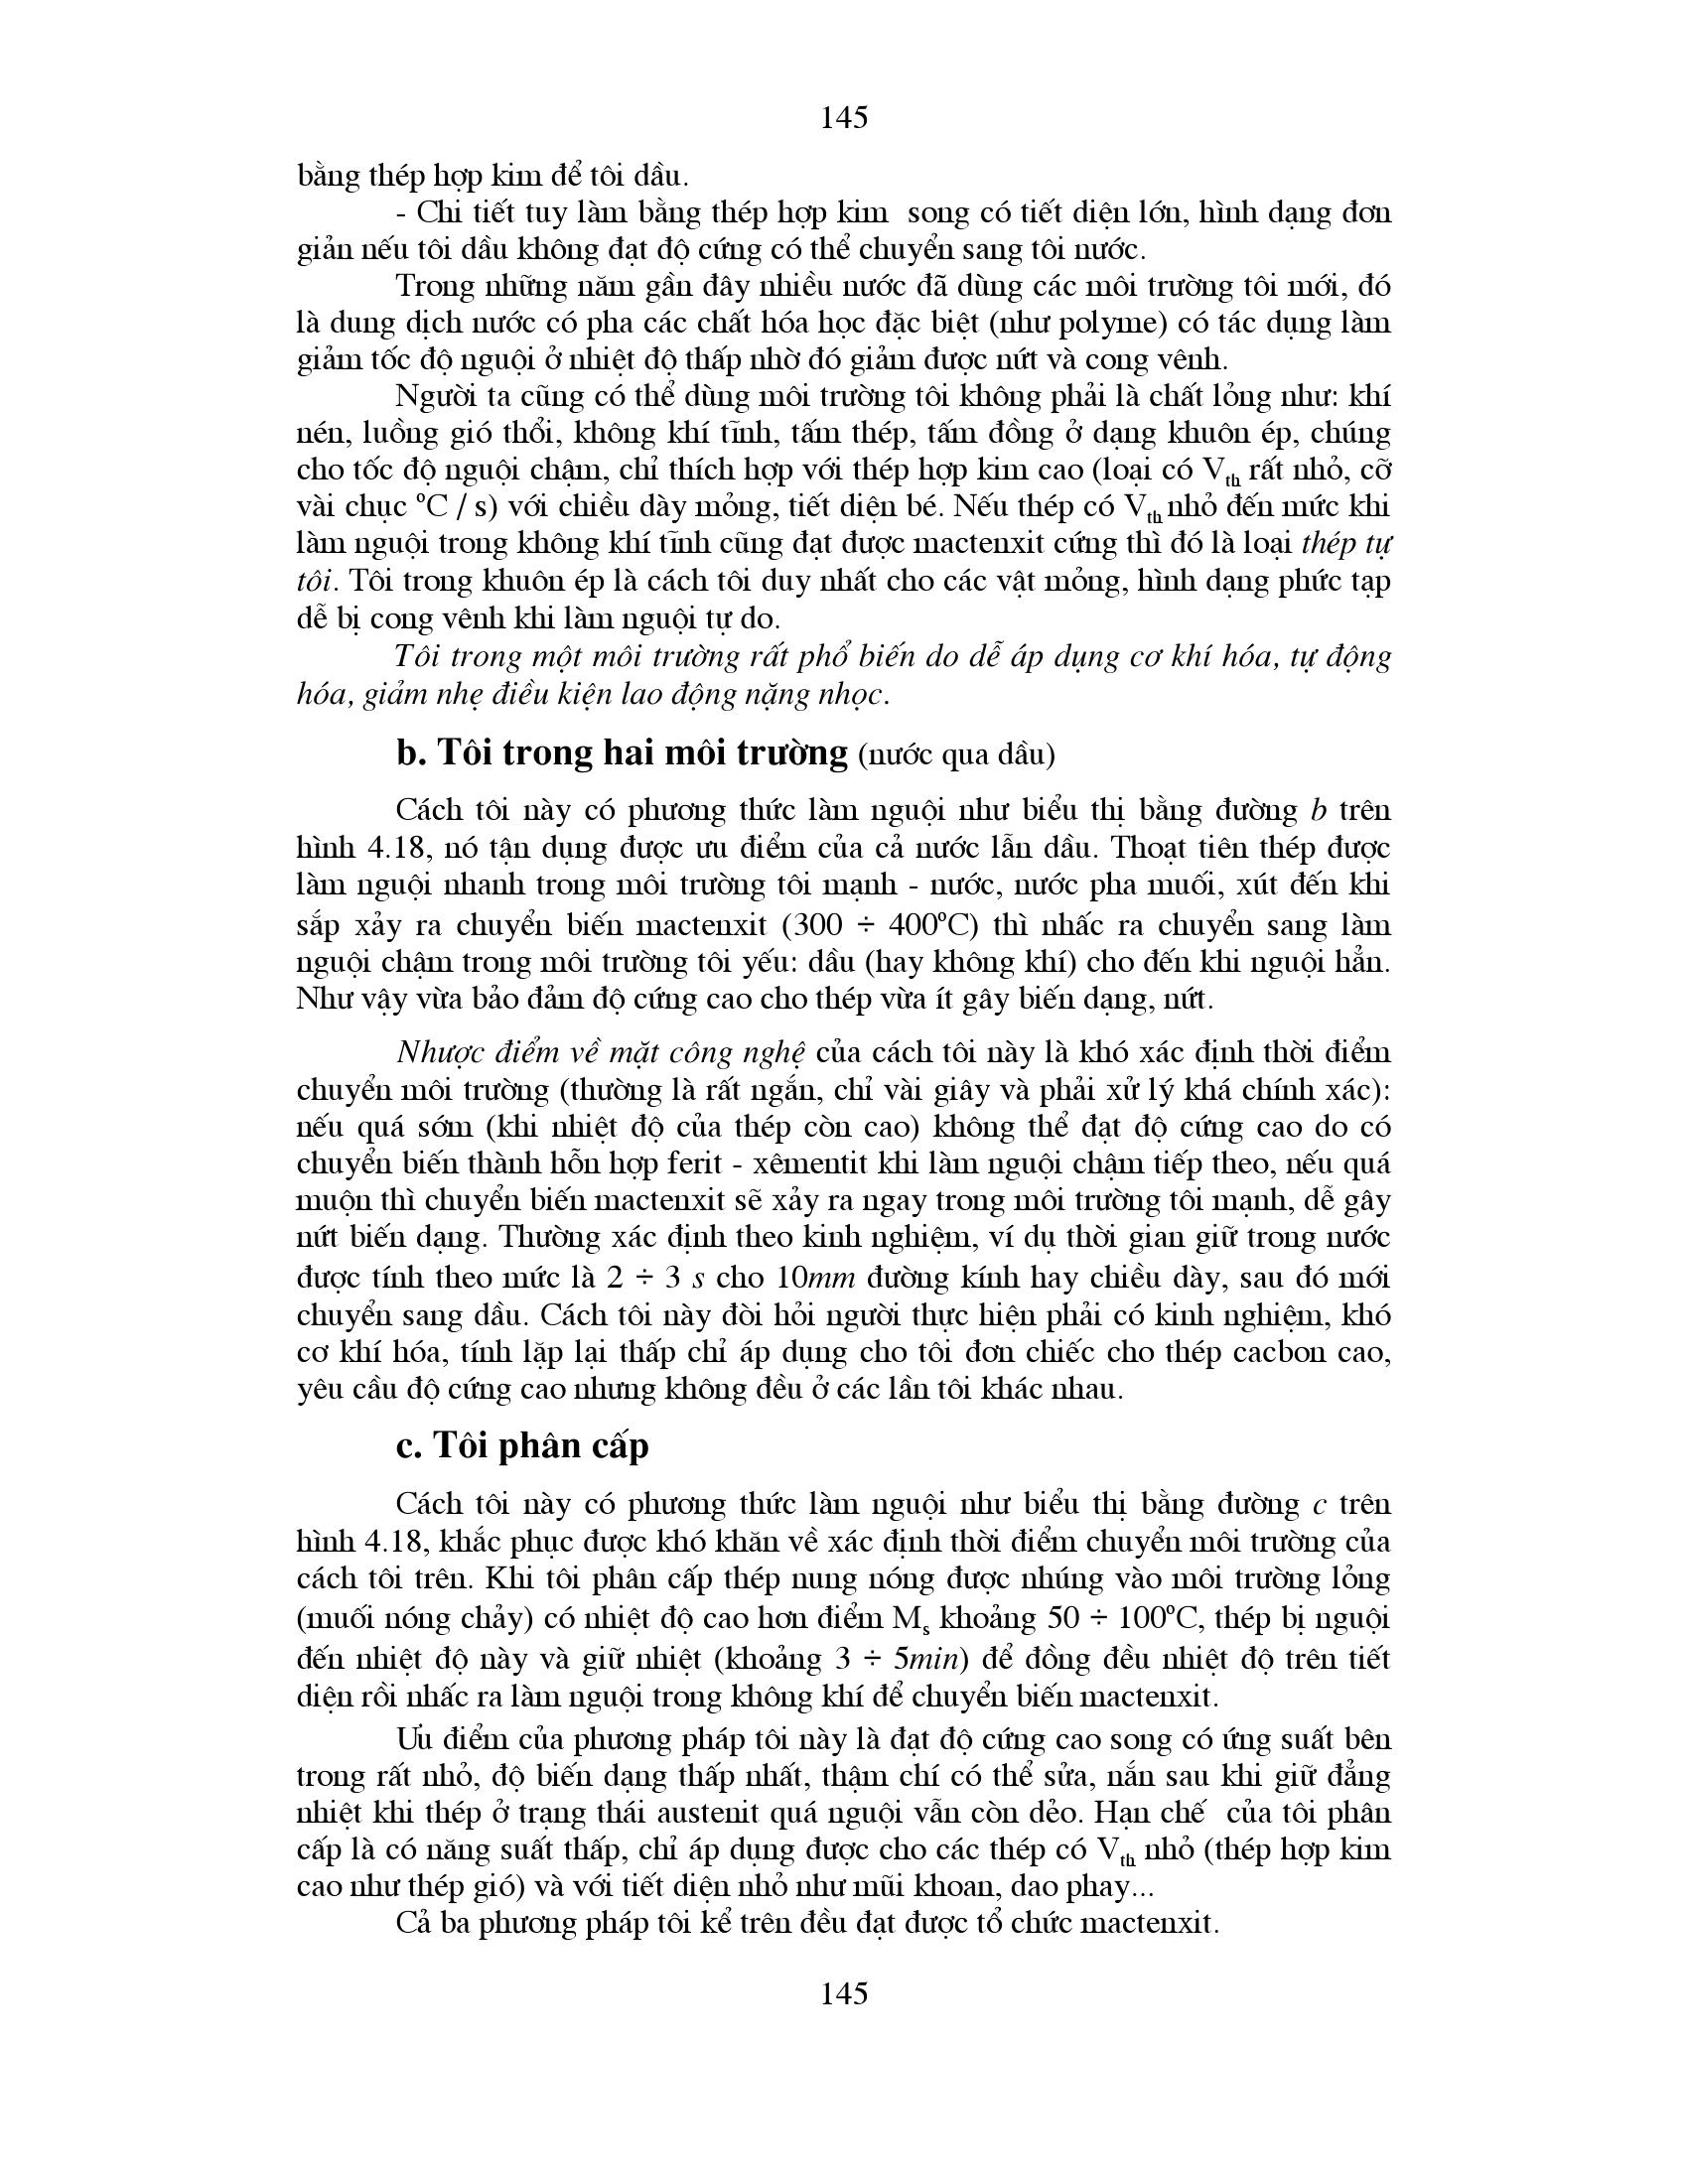 145
bằng thép hợp kim để tôi dầu.
- Chi tiết tuy làm bằng thép hợp kim song có tiết diện lớn, hình dạng đơn
giản nếu tôi dầu không đạt độ cứng có thể chuyển sang tôi nước.
Trong những năm gần đây nhiều nước đã dùng các môi trường tôi mới, đó
là dung dịch nước có pha các chất hóa học đặc biệt (như polyme) có tác dụng làm
giảm tốc độ nguội ở nhiệt độ thấp nhờ đó giảm được nứt và cong vênh.
Người ta cũng có thể dùng môi trường tôi không phải là chất lỏng như: khí
nén, luồng gió thổi, không khí tĩnh, tấm thép, tấm đồng ở dạng khuôn ép, chúng
cho tốc độ nguội chậm, chỉ thích hợp với thép hợp kim cao (loại có Vth rất nhỏ, cỡ
vài chục ºC / s) với chiều dày mỏng, tiết diện bé. Nếu thép có Vth nhỏ đến mức khi
làm nguội trong không khí tĩnh cũng đạt được mactenxit cứng thì đó là loại thép tự
tôi. Tôi trong khuôn ép là cách tôi duy nhất cho các vật mỏng, hình dạng phức tạp
dễ bị cong vênh khi làm nguội tự do.
Tôi trong một môi trường rất phổ biến do dễ áp dụng cơ khí hóa, tự động
hóa, giảm nhẹ điều kiện lao động nặng nhọc.
b. Tôi trong hai môi trường (nước qua dầu)
Cách tôi này có phương thức làm nguội như biểu thị bằng đường b trên
hình 4.18, nó tận dụng được ưu điểm của cả nước lẫn dầu. Thoạt tiên thép được
làm nguội nhanh trong môi trường tôi mạnh - nước, nước pha muối, xút đến khi
sắp xảy ra chuyển biến mactenxit (300 ÷ 400ºC) thì nhấc ra chuyển sang làm
nguội chậm trong môi trường tôi yếu: dầu (hay không khí) cho đến khi nguội hẳn.
Như vậy vừa bảo đảm độ cứng cao cho thép vừa ít gây biến dạng, nứt.
Nhược điểm về mặt công nghệ của cách tôi này là khó xác định thời điểm
chuyển môi trường (thường là rất ngắn, chỉ vài giây và phải xử lý khá chính xác):
nếu quá sớm (khi nhiệt độ của thép còn cao) không thể đạt độ cứng cao do có
chuyển biến thành hỗn hợp ferit - xêmentit khi làm nguội chậm tiếp theo, nếu quá
muộn thì chuyển biến mactenxit sẽ xảy ra ngay trong môi trường tôi mạnh, dễ gây
nứt biến dạng. Thường xác định theo kinh nghiệm, ví dụ thời gian giữ trong nước
được tính theo mức là 2 ÷ 3 s cho 10mm đường kính hay chiều dày, sau đó mới
chuyển sang dầu. Cách tôi này đòi hỏi người thực hiện phải có kinh nghiệm, khó
cơ khí hóa, tính lặp lại thấp chỉ áp dụng cho tôi đơn chiếc cho thép cacbon cao,
yêu cầu độ cứng cao nhưng không đều ở các lần tôi khác nhau.
c. Tôi phân cấp
Cách tôi này có phương thức làm nguội như biểu thị bằng đường c trên
hình 4.18, khắc phục được khó khăn về xác định thời điểm chuyển môi trường của
cách tôi trên. Khi tôi phân cấp thép nung nóng được nhúng vào môi trường lỏng
(muối nóng chảy) có nhiệt độ cao hơn điểm Ms khoảng 50 ÷ 100ºC, thép bị nguội
đến nhiệt độ này và giữ nhiệt (khoảng 3 ÷ 5min) để đồng đều nhiệt độ trên tiết
diện rồi nhấc ra làm nguội trong không khí để chuyển biến mactenxit.
Ưu điểm của phương pháp tôi này là đạt độ cứng cao song có ứng suất bên
trong rất nhỏ, độ biến dạng thấp nhất, thậm chí có thể sửa, nắn sau khi giữ đẳng
nhiệt khi thép ở trạng thái austenit quá nguội vẫn còn dẻo. Hạn chế của tôi phân
cấp là có năng suất thấp, chỉ áp dụng được cho các thép có Vth nhỏ (thép hợp kim
cao như thép gió) và với tiết diện nhỏ như mũi khoan, dao phay...
Cả ba phương pháp tôi kể trên đều đạt được tổ chức mactenxit.
145